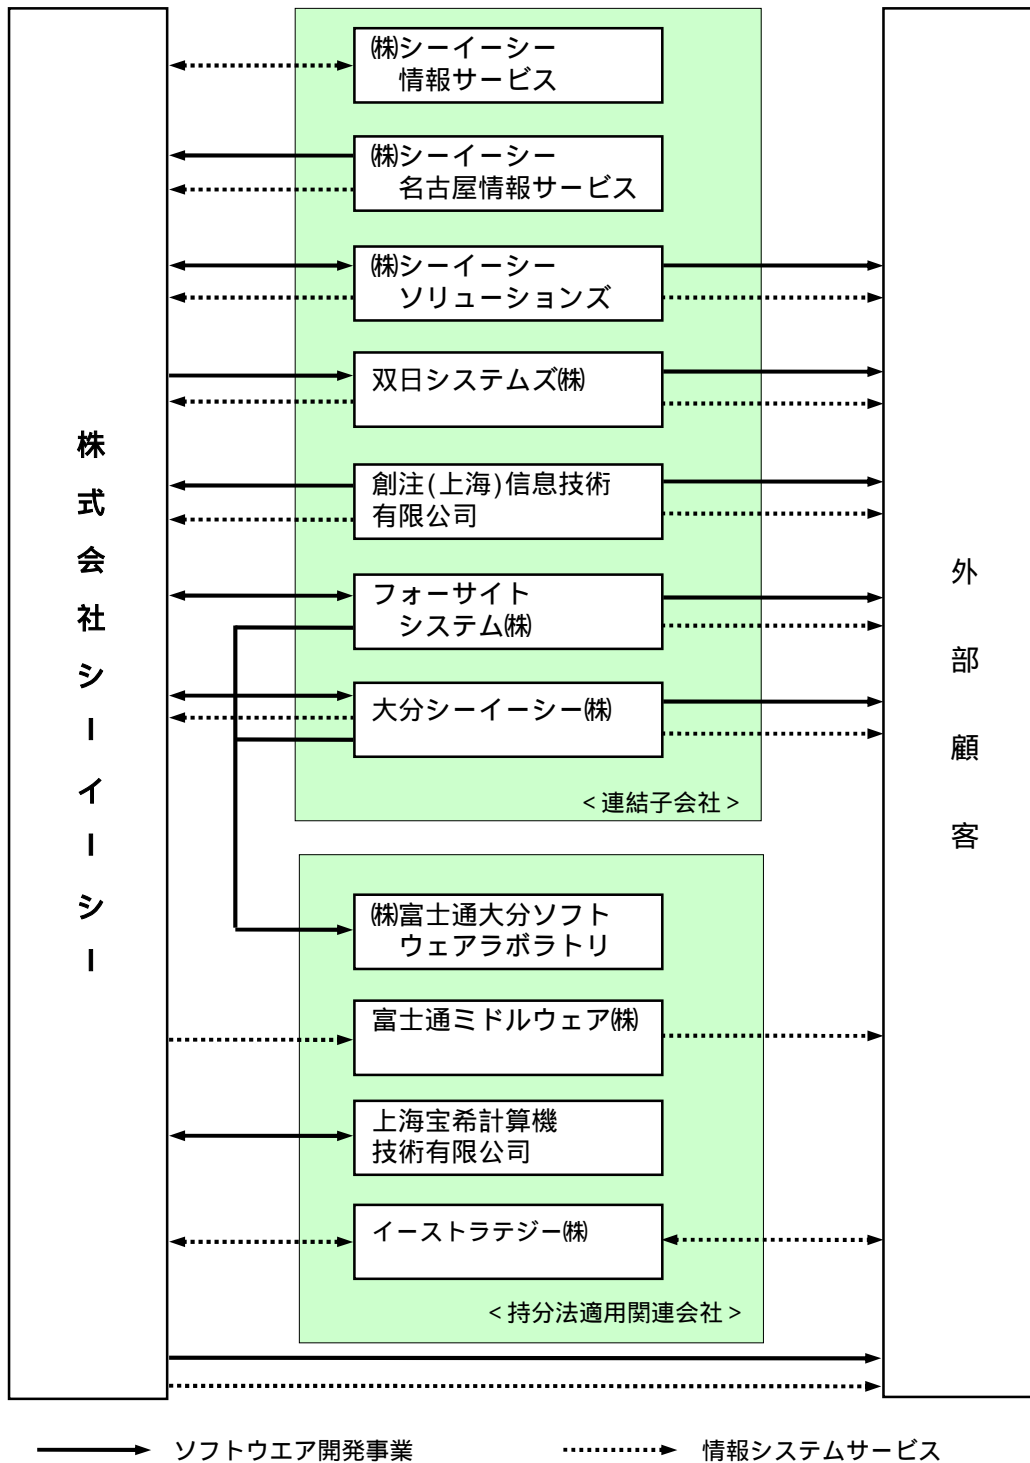 株式会社シーイーシー
㈱シーイーシー
情報サービス
㈱シーイーシー
名古屋情報サービス
㈱シーイーシー
ソリューションズ
双日システムズ㈱
創注(上海)信息技術
有限公司
フォーサイト
システム㈱
大分シーイーシー㈱
<連結子会社>
㈱富士通大分ソフト
ウェアラボラトリ
富士通ミドルウェア㈱
上海宝希計算機
技術有限公司
イーストラテジー㈱
<持分法適用関連会社>
外部顧客
ソフトウエア開発事業
情報システムサービス